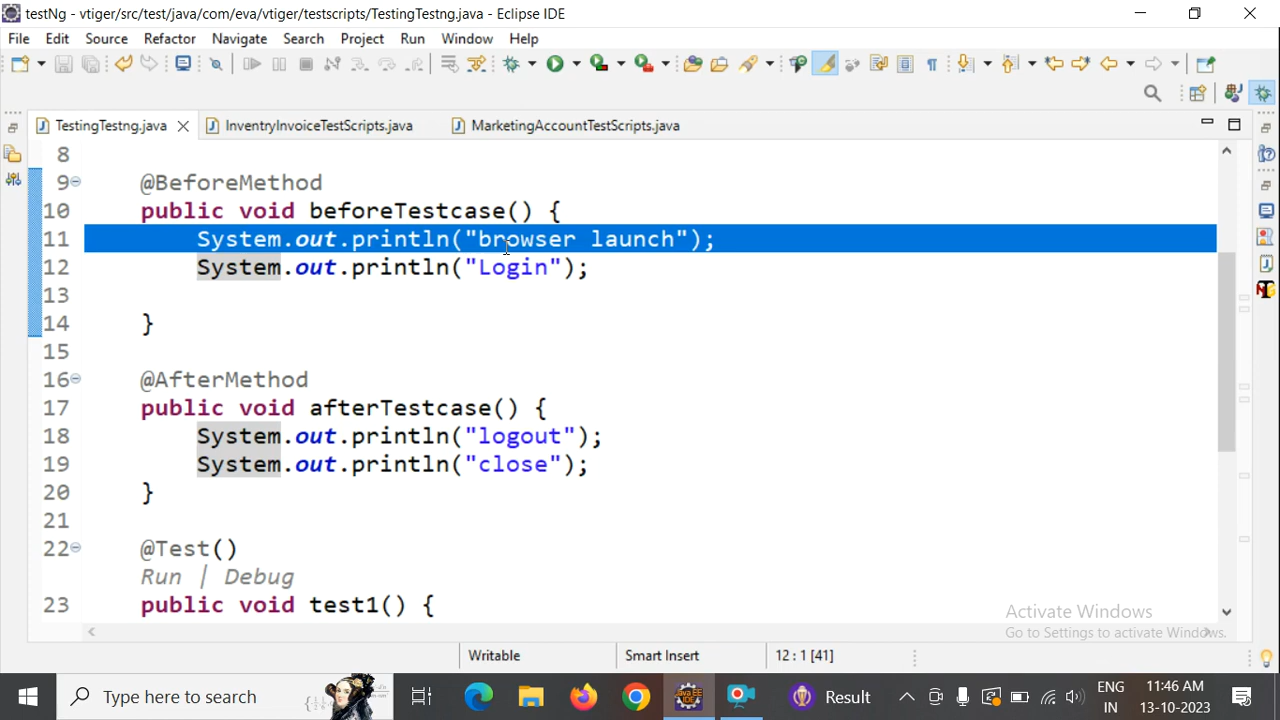 testNg - vtiger/src/test/java/com/eva/vtiger/testscripts/TestingTestng.java - Eclipse IDE
File Edit Source Refactor Navigate Search Project Run Window Help
TestingTestng.java InventryInvoiceTestScripts.java MarketingAccountTestScripts.java
8
9 @BeforeMethod
10 public void beforeTestcase() {
11 System.out.println("browser launch");
12 System.out.println("Login");
13
14 }
15
16 @AfterMethod
17 public void afterTestcase() {
18 System.out.println("logout");
19 System.out.println("close");
20 }
21
22 @Test()
Run | Debug
23 public void test1() {
Activate Windows
Go to Settings to activate Windows.
Writable Smart Insert 12 : 1 [41]
Type here to search Result ENG IN 11:46 AM 13-10-2023